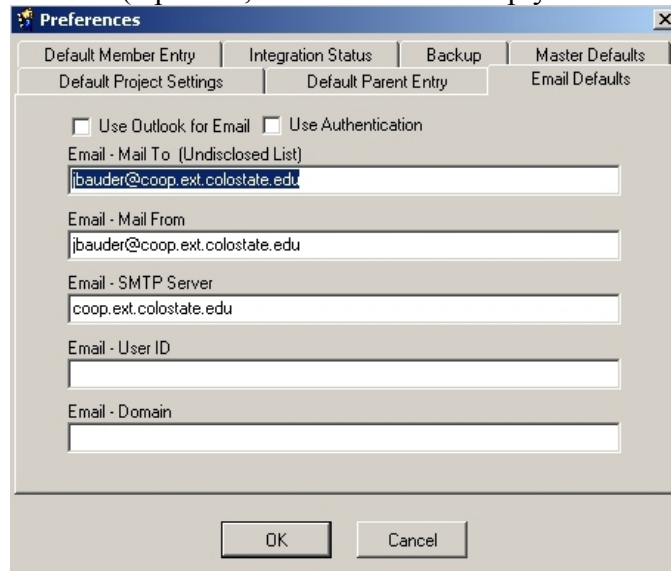 Preferences
Default Member Entry Integration Status Backup Master Defaults
Default Project Settings Default Parent Entry Email Defaults
Use Outlook for Email Use Authentication
Email - Mail To (Undisclosed List)
jbauder@coop.ext.colostate.edu
Email - Mail From
jbauder@coop.ext.colostate.edu
Email - SMTP Server
coop.ext.colostate.edu
Email - User ID
Email - Domain
OK Cancel